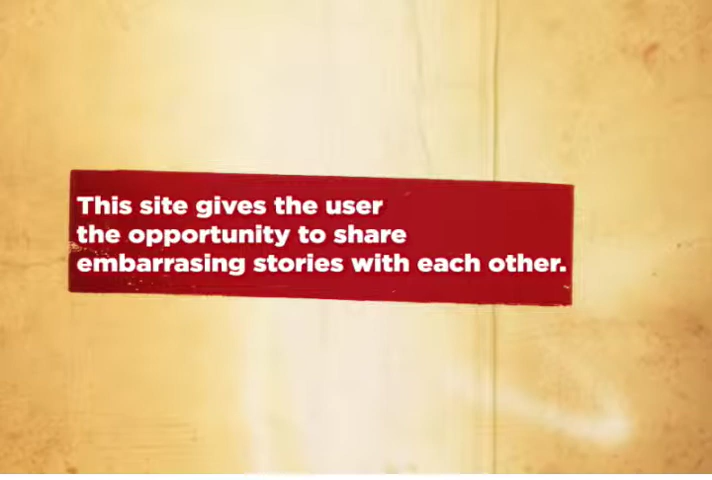 This site gives the user
the opportunity to share
embarrasing stories with each other.